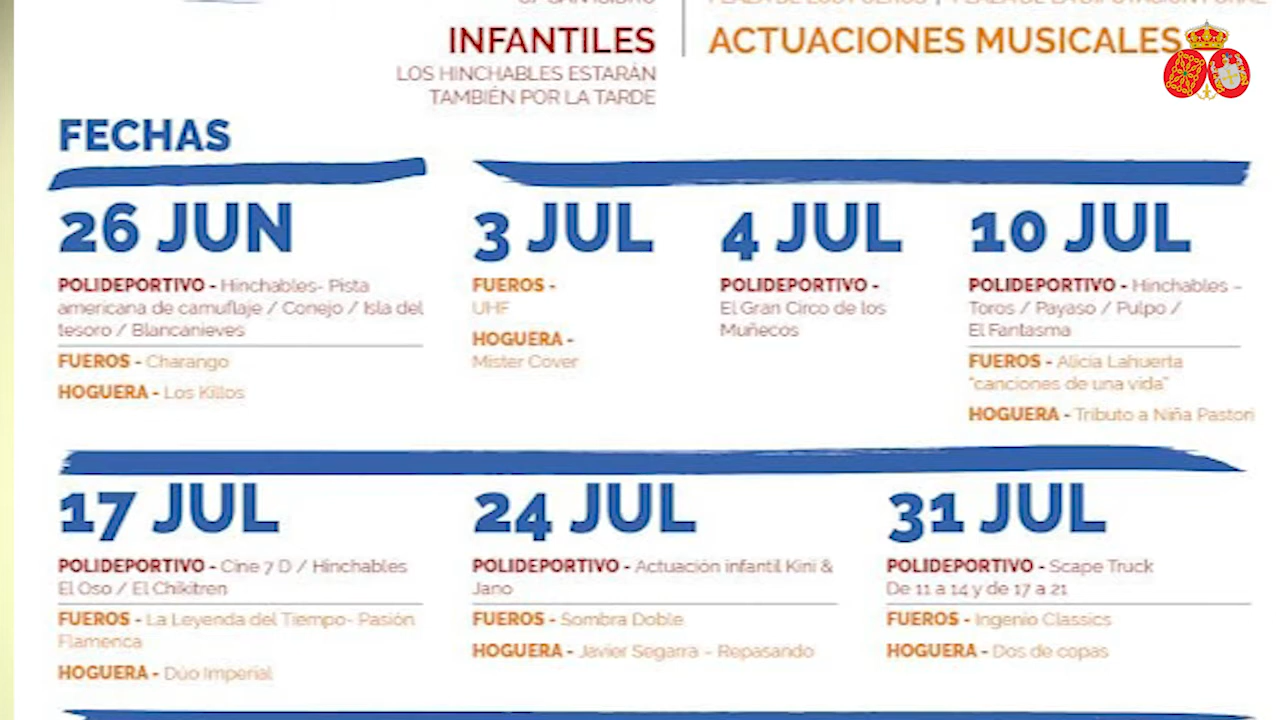 INFANTILES
LOS HINCHABLES ESTARÁN
TAMBIÉN POR LA TARDE
ACTUACIONES MUSICALES
FECHAS
26 JUN
POLIDEPORTIVO - Hinchables- Pista
americana de camuflaje / Conejo / Isla del
tesoro / Blancanieves
FUEROS - Charango
HOGUERA - Los Killos
3 JUL
FUEROS -
UHF
HOGUERA -
Mister Cover
4 JUL
POLIDEPORTIVO -
El Gran Circo de los
Muñecos
10 JUL
POLIDEPORTIVO - Hinchables –
Toros / Payaso / Pulpo /
El Fantasma
FUEROS - Alicia Lahuerta
"canciones de una vida"
HOGUERA - Tributo a Niña Pastori
17 JUL
POLIDEPORTIVO - Cine 7 D / Hinchables
El Oso / El Chikitren
FUEROS - La Leyenda del Tiempo- Pasión
Flamenca
HOGUERA - Dúo Imperial
24 JUL
POLIDEPORTIVO - Actuación infantil Kini &
Jano
FUEROS - Sombra Doble
HOGUERA - Javier Segarra - Repasando
31 JUL
POLIDEPORTIVO - Scape Truck
De 11 a 14 y de 17 a 21
FUEROS - Ingenio Classics
HOGUERA - Dos de copas